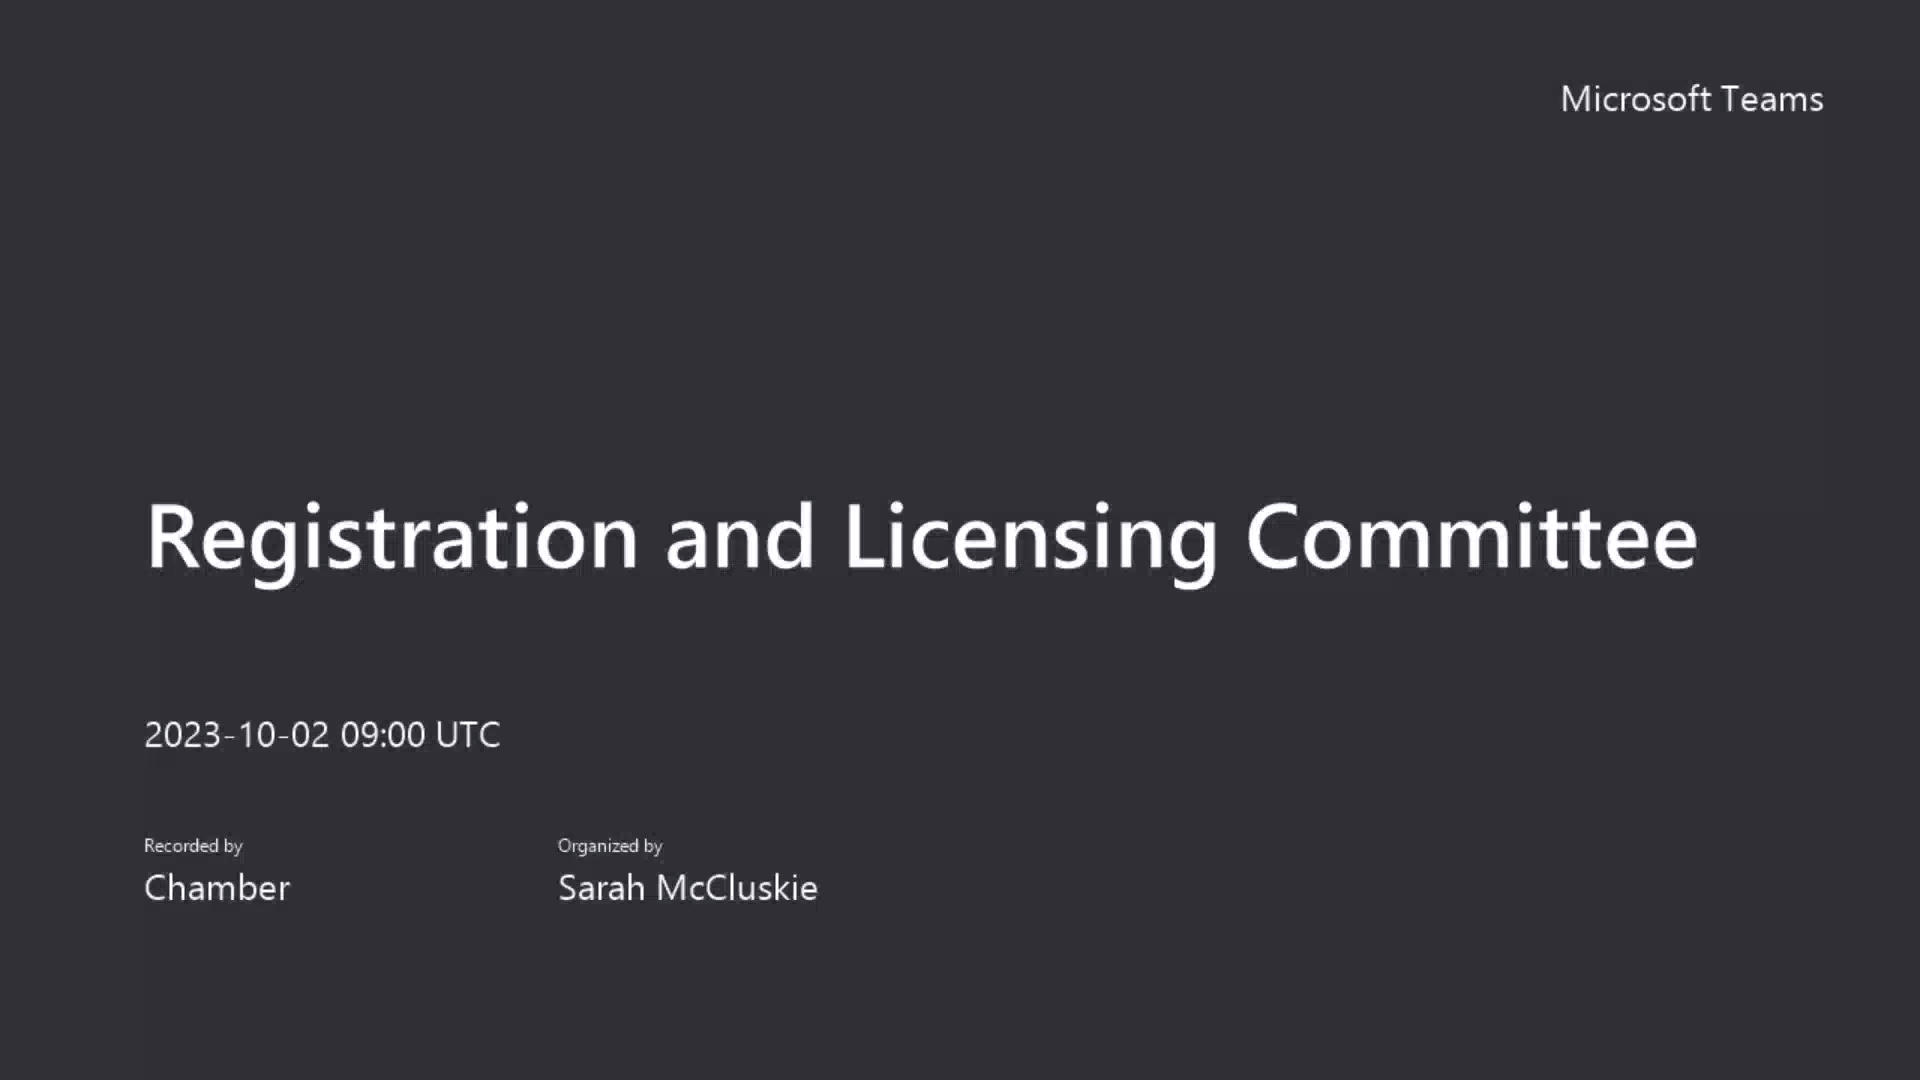 Microsoft Teams
Registration and Licensing Committee
2023-10-02 09:00 UTC
Recorded by
Chamber
Organized by
Sarah McCluskie